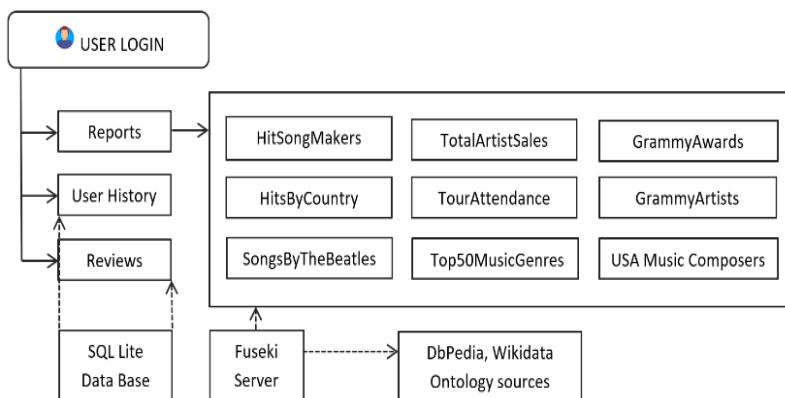 USER LOGIN
Reports
User History
Reviews
HitSongMakers
TotalArtistSales
GrammyAwards
HitsByCountry
TourAttendance
GrammyArtists
SongsByTheBeatles
Top50MusicGenres
USA Music Composers
SQL Lite
Data Base
Fuseki
Server
DbPedia, Wikidata
Ontology sources